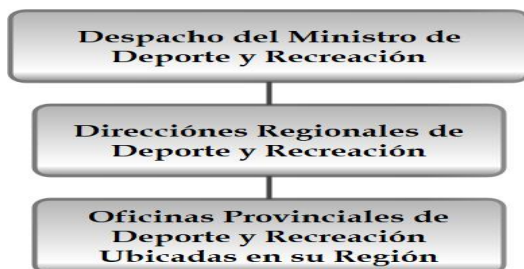 Despacho del Ministro de
Deporte y Recreación
Direcciónes Regionales de
Deporte y Recreación
Oficinas Provinciales de
Deporte y Recreación
Ubicadas en su Región